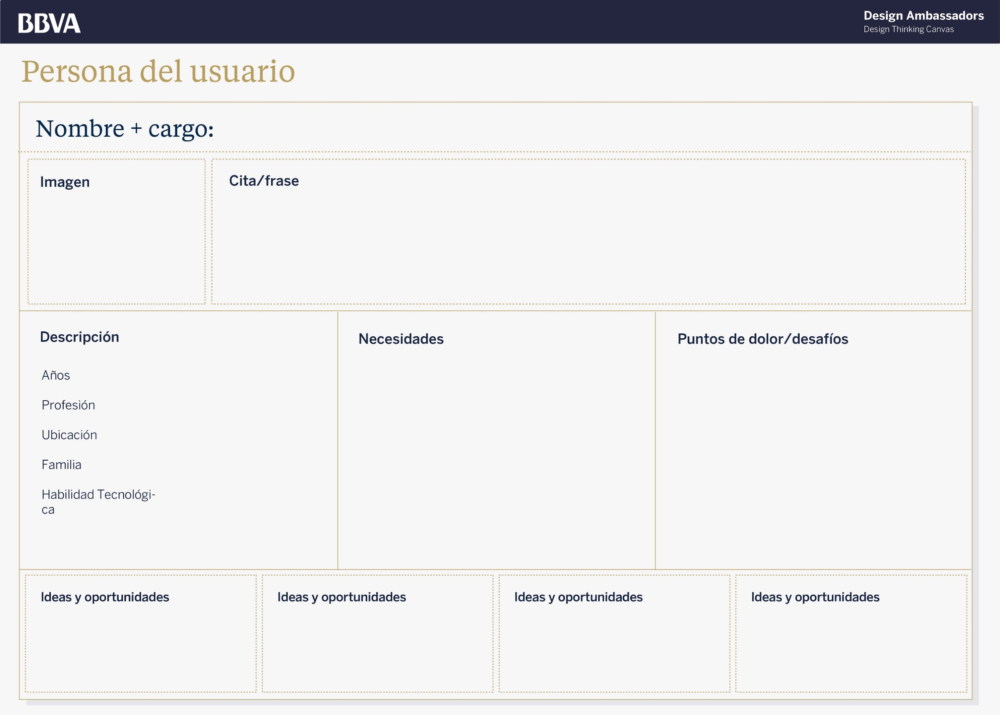 BBVA
Design Ambassadors
Design Thinking Canvas
Persona del usuario
Nombre + cargo:
Imagen
Cita/frase
Descripción
Años
Profesión
Ubicación
Familia
Habilidad Tecnológi-
ca
Necesidades
Puntos de dolor/desafíos
Ideas y oportunidades
Ideas y oportunidades
Ideas y oportunidades
Ideas y oportunidades